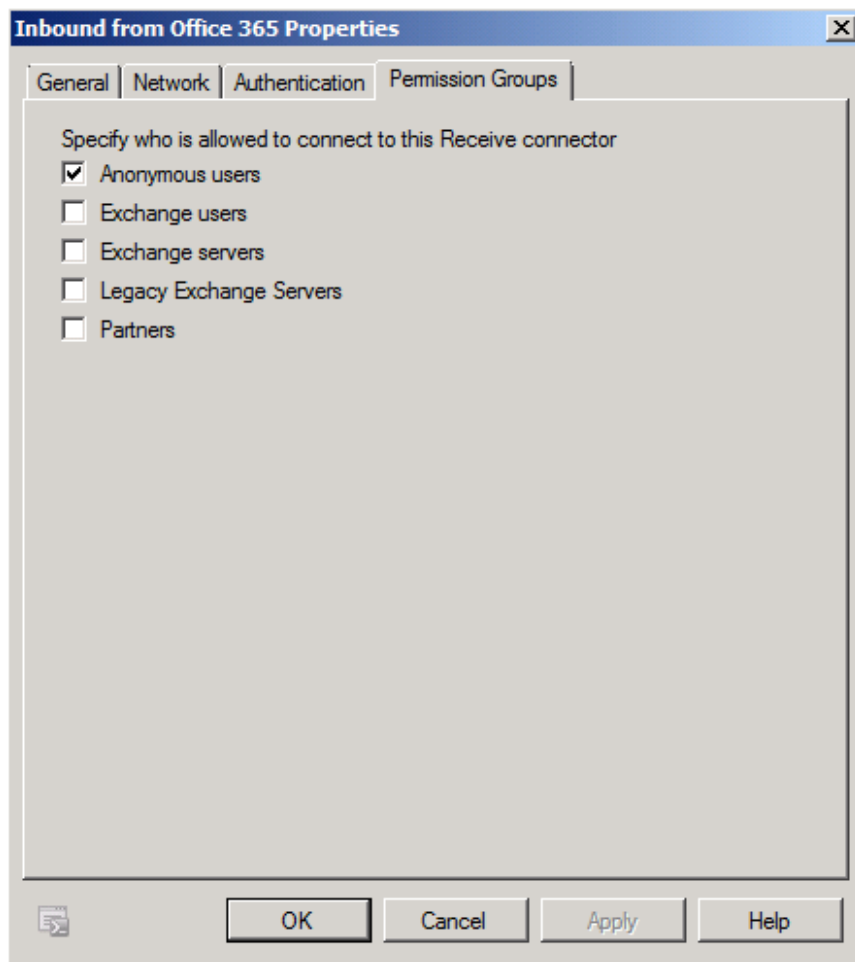 Inbound from Office 365 Properties
General Network Authentication Permission Groups
Specify who is allowed to connect to this Receive connector
Anonymous users
Exchange users
Exchange servers
Legacy Exchange Servers
Partners
OK Cancel Apply Help